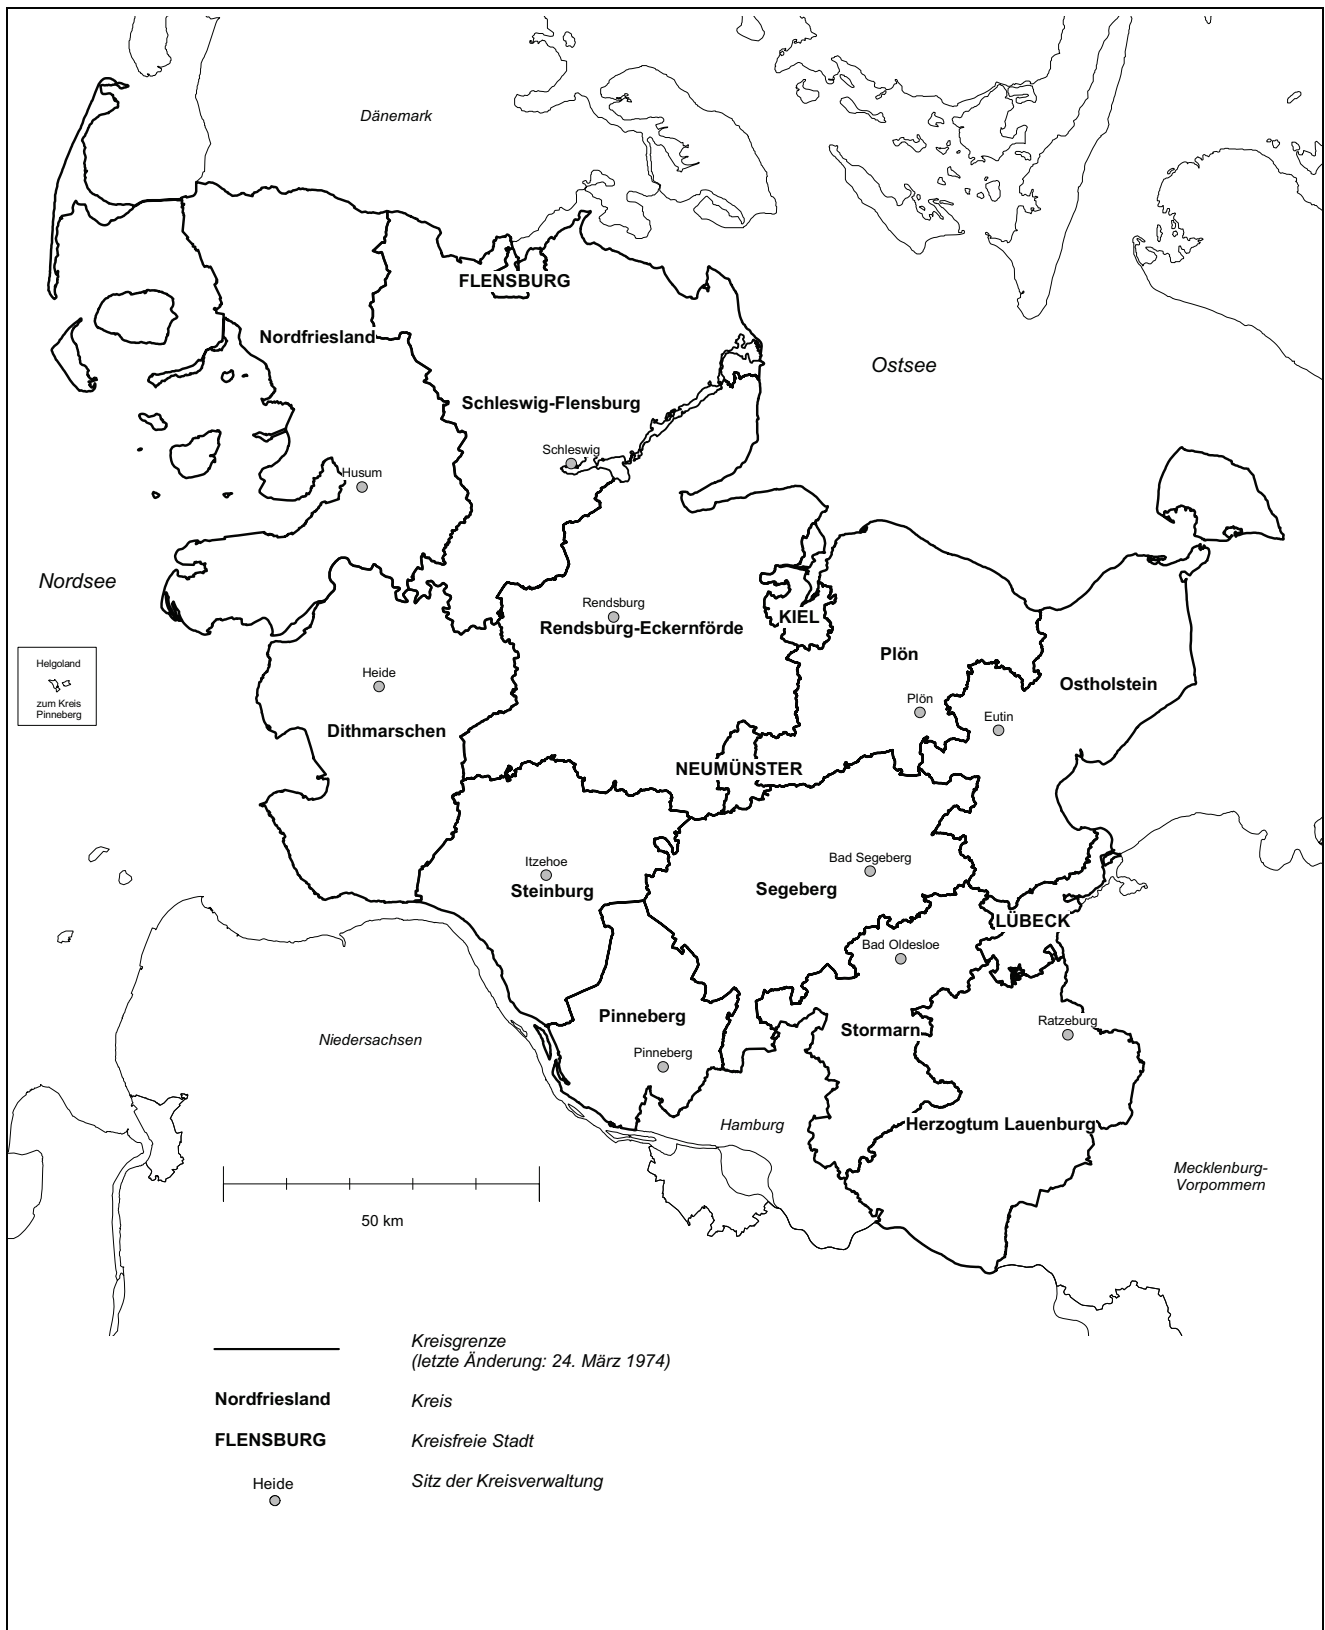 Dänemark
FLENSBURG
Nordfriesland
Ostsee
Schleswig-Flensburg
Schleswig
Husum
Nordsee
Rendsburg
Rendsburg-Eckernförde
KIEL
Plön
Ostholstein
Helgoland
zum Kreis
Pinneberg
Heide
Plön
Eutin
Dithmarschen
NEUMÜNSTER
Itzehoe
Steinburg
Bad Segeberg
Segeberg
LÜBECK
Bad Oldesloe
Pinneberg
Stormarn
Ratzeburg
Niedersachsen
Pinneberg
Hamburg
Herzogtum Lauenburg
Mecklenburg-
Vorpommern
50 km
Kreisgrenze
(letzte Änderung: 24. März 1974)
Nordfriesland Kreis
FLENSBURG Kreisfreie Stadt
Heide Sitz der Kreisverwaltung